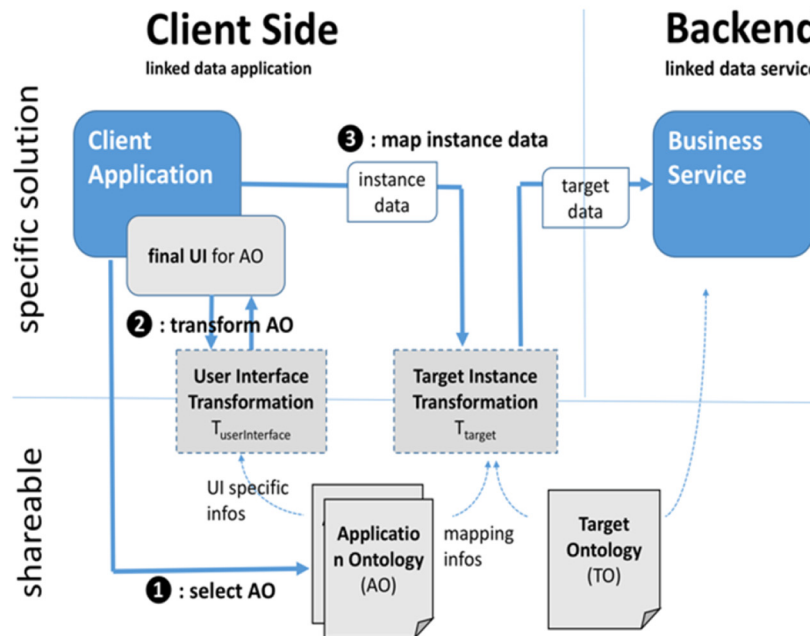 Client Side
linked data application
Backend
linked data service
specific solution
shareable
Client
Application
❸ : map instance data
instance
data
target
data
Business
Service
final UI for AO
❷ : transform AO
User Interface
Transformation
TuserInterface
Target Instance
Transformation
Ttarget
UI specific
infos
Applicatio
n Ontology
(AO)
mapping
infos
Target
Ontology
(TO)
❶ : select AO